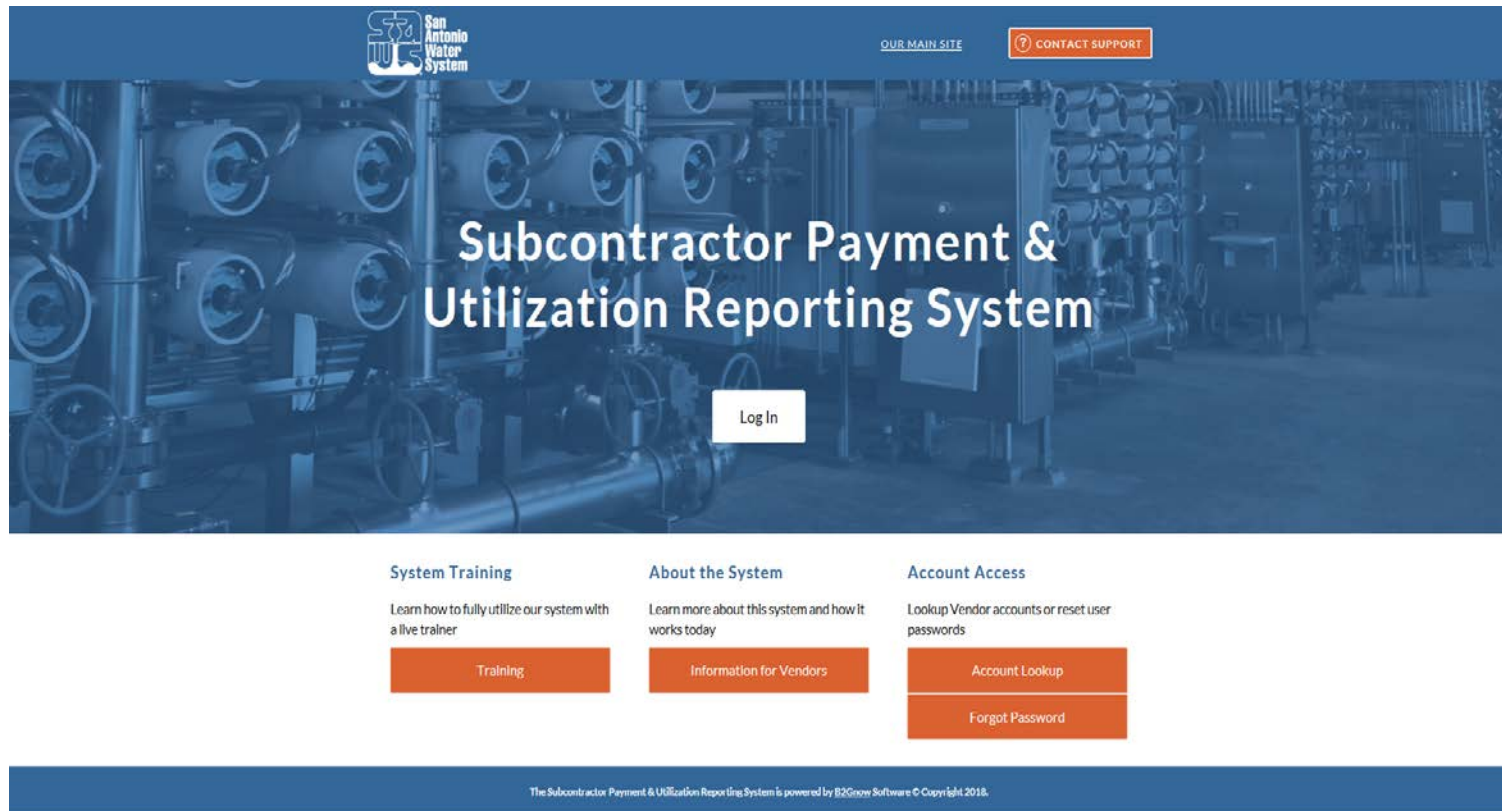 San
Antonio
Water
System
OUR MAIN SITE
? CONTACT SUPPORT
Subcontractor Payment &
Utilization Reporting System
Log In
System Training
Learn how to fully utilize our system with
a live trainer
Training
About the System
Learn more about this system and how it
works today
Information for Vendors
Account Access
Lookup Vendor accounts or reset user
passwords
Account Lookup
Forgot Password
The Subcontractor Payment & Utilization Reporting System is powered by B2Gnow Software © Copyright 2018.